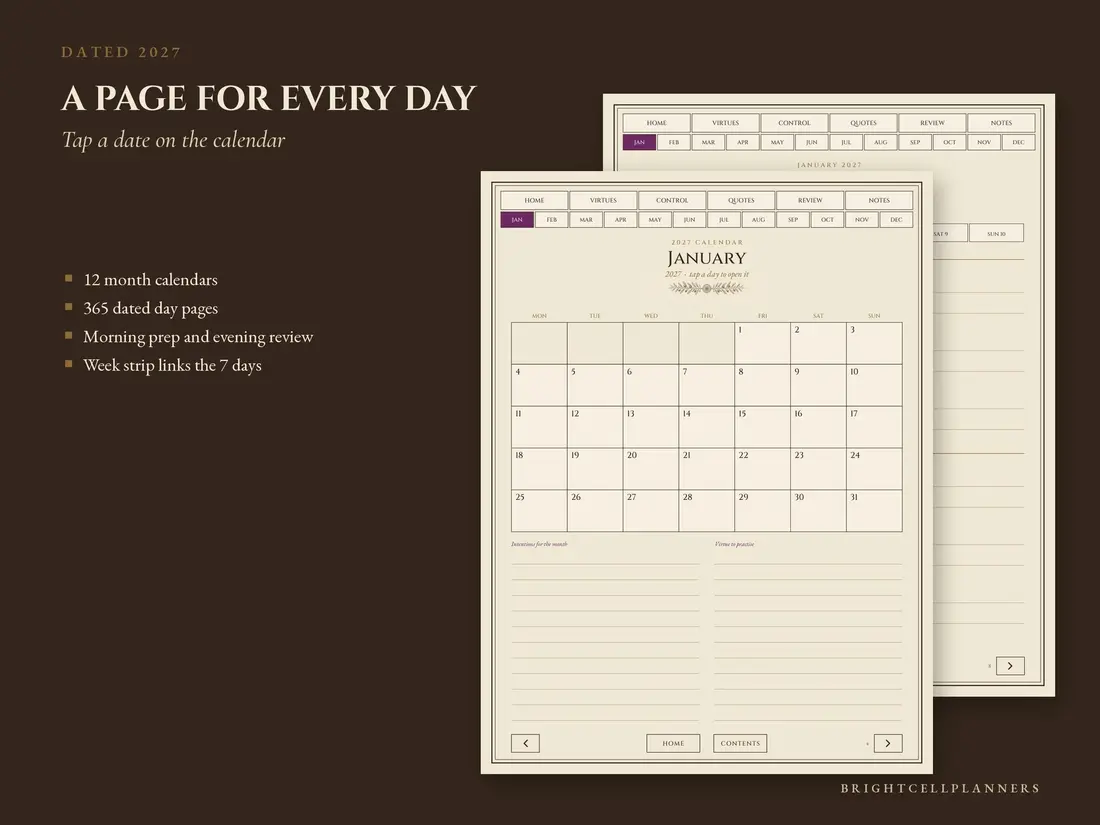 DATED 2027
A PAGE FOR EVERY DAY
Tap a date on the calendar
12 month calendars
365 dated day pages
Morning prep and evening review
Week strip links the 7 days
HOME VIRTUES CONTROL QUOTES REVIEW NOTES
JAN FEB MAR APR MAY JUN JUL AUG SEP OCT NOV DEC
JANUARY 2027
SAT 9 SUN 10
HOME VIRTUES CONTROL QUOTES REVIEW NOTES
JAN FEB MAR APR MAY JUN JUL AUG SEP OCT NOV DEC
2027 CALENDAR
JANUARY
2027 - tap a day to open it
MON TUE WED THU FRI SAT SUN
1 2 3
4 5 6 7 8 9 10
11 12 13 14 15 16 17
18 19 20 21 22 23 24
25 26 27 28 29 30 31
Intentions for the month Virtue to practise
HOME CONTENTS
BRIGHTCELLPLANNERS